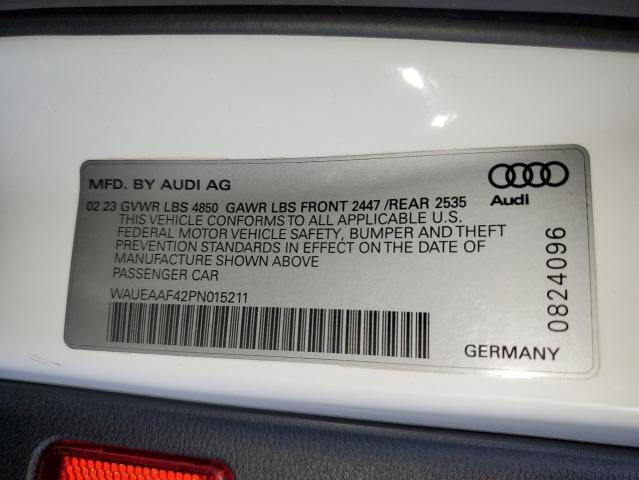 MFD. BY AUDI AG
02 23 GVWR LBS 4850 GAWR LBS FRONT 2447 /REAR 2535
THIS VEHICLE CONFORMS TO ALL APPLICABLE U.S.
FEDERAL MOTOR VEHICLE SAFETY, BUMPER AND THEFT
PREVENTION STANDARDS IN EFFECT ON THE DATE OF
MANUFACTURE SHOWN ABOVE
PASSENGER CAR
WAUEAAF42PN015211
Audi
0824096
GERMANY